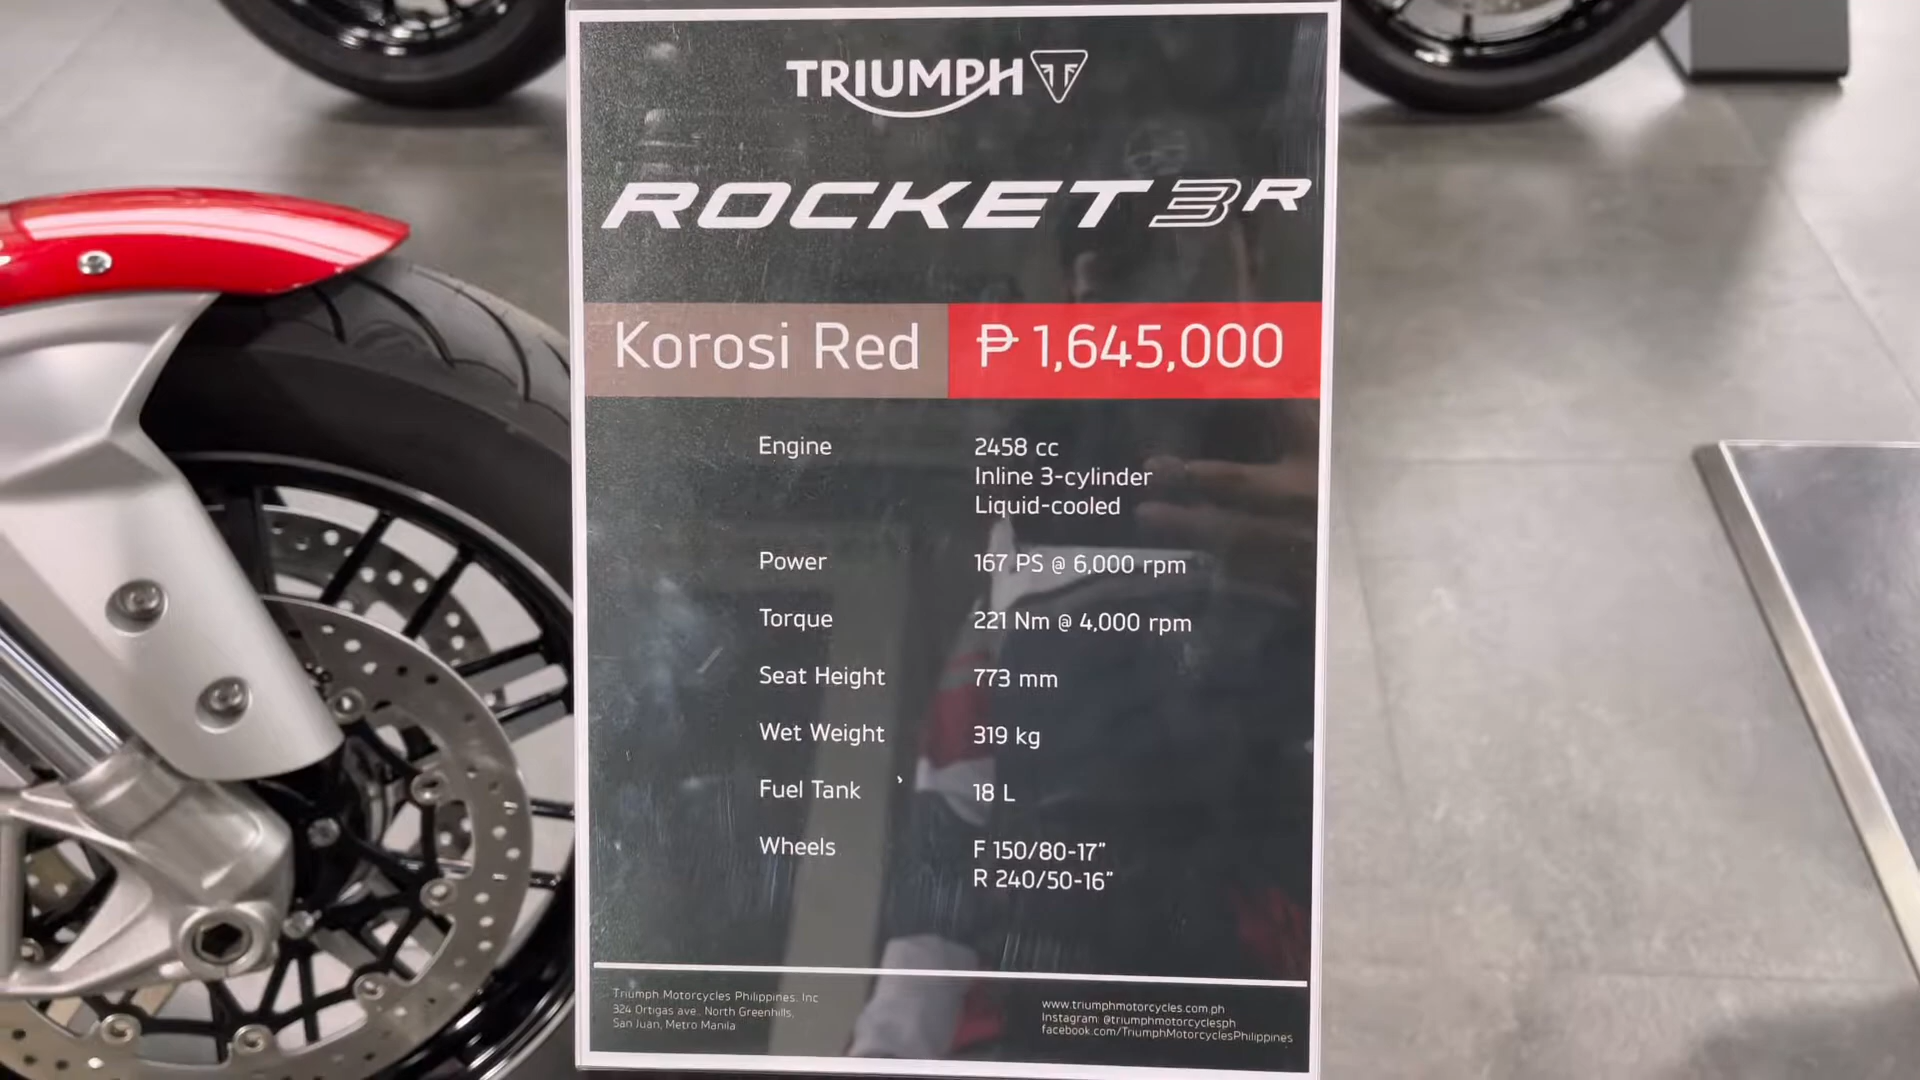 TRIUMPH
ROCKET 3 R
Korosi Red ₱ 1,645,000
Engine 2458 cc
Inline 3-cylinder
Liquid-cooled
Power 167 PS @ 6,000 rpm
Torque 221 Nm @ 4,000 rpm
Seat Height 773 mm
Wet Weight 319 kg
Fuel Tank 18 L
Wheels F 150/80-17”
R 240/50-16”
Triumph Motorcycles Philippines. Inc
324 Ortigas ave. North Greenhills,
San Juan, Metro Manila
www.triumphmotorcycles.com.ph
Instagram: @triumphmotorcyclesph
facebook.com/TriumphMotorcyclesPhilippines